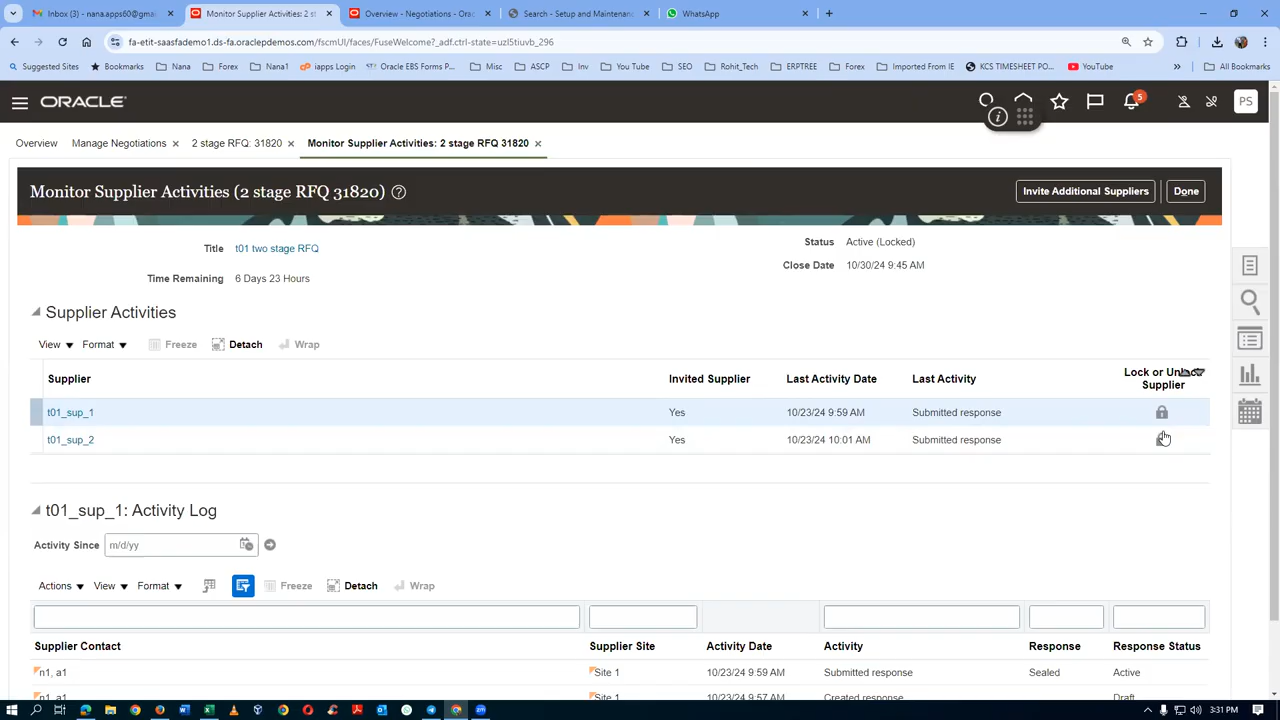 Inbox (3) - nana.apps60@gma
Monitor Supplier Activities: 2 st
Overview - Negotiations - Orac
Search - Setup and Maintenanc
WhatsApp
fa-etit-saasfademo1.ds-fa.oraclepdemos.com/fscmUI/faces/FuseWelcome?_adf.ctrl-state=uzl5tiuvb_296
Suggested Sites
Bookmarks
Nana
Forex
Nana1
iapps Login
Oracle EBS Forms P...
Misc
ASCP
Inv
You Tube
SEO
Rohit_Tech
ERPTREE
Forex
Imported From IE
KCS TIMESHEET PO...
YouTube
All Bookmarks
ORACLE
5
PS
Overview
Manage Negotiations
2 stage RFQ: 31820
Monitor Supplier Activities: 2 stage RFQ 31820
Monitor Supplier Activities (2 stage RFQ 31820)
Invite Additional Suppliers
Done
Title t01 two stage RFQ
Status Active (Locked)
Time Remaining 6 Days 23 Hours
Close Date 10/30/24 9:45 AM
Supplier Activities
View Format Freeze Detach Wrap
Supplier Invited Supplier Last Activity Date Last Activity Lock or Unlock Supplier
t01_sup_1 Yes 10/23/24 9:59 AM Submitted response
t01_sup_2 Yes 10/23/24 10:01 AM Submitted response
t01_sup_1: Activity Log
Activity Since m/d/yy
Actions View Format Freeze Detach Wrap
Supplier Contact Supplier Site Activity Date Activity Response Response Status
n1, a1 Site 1 10/23/24 9:59 AM Submitted response Sealed Active
n1, a1 Site 1 10/23/24 9:57 AM Created response Draft
3:31 PM